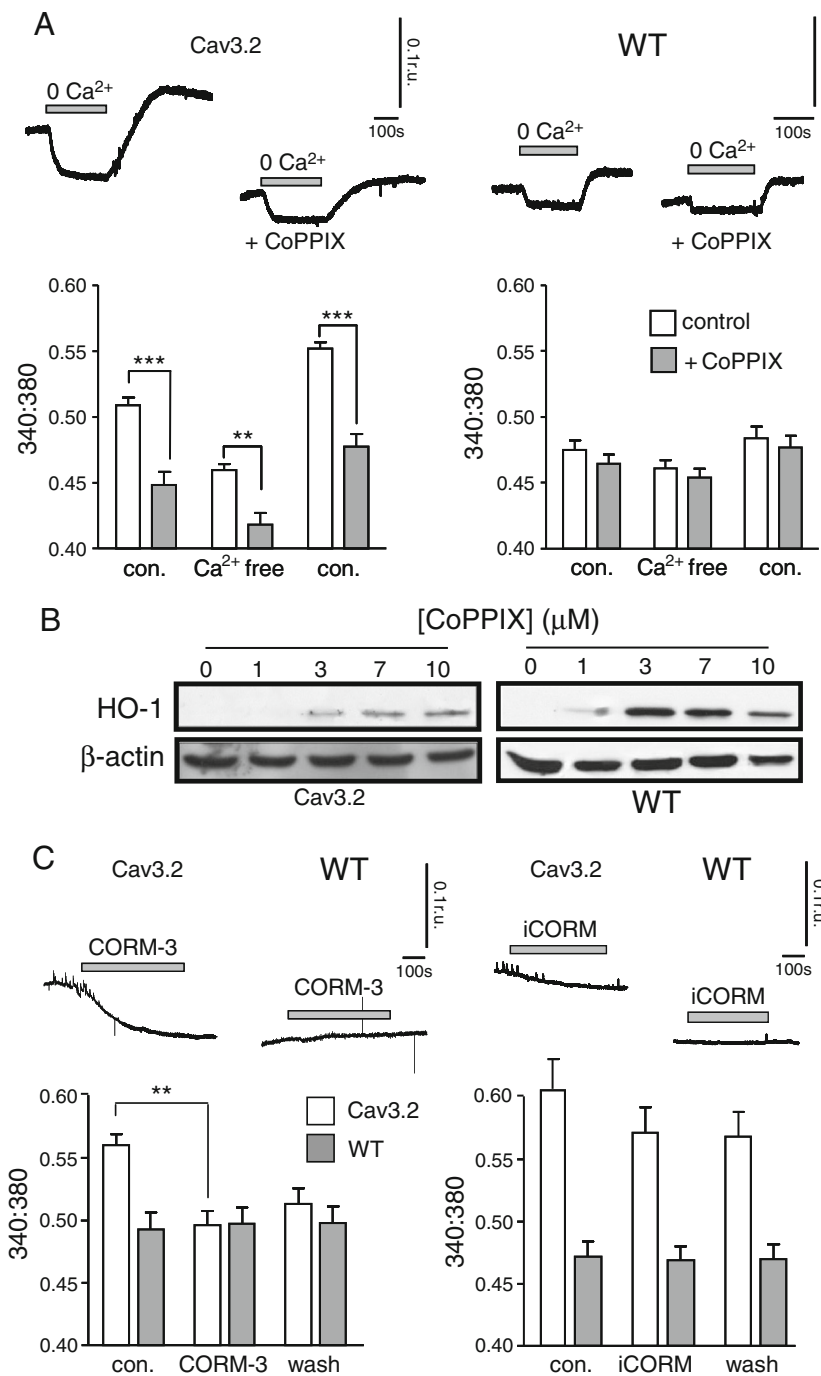 A
Cav3.2
WT
0.1r.u.
100s
0 Ca²⁺
0 Ca²⁺
+ CoPPIX
0.1r.u.
100s
0 Ca²⁺
0 Ca²⁺
+ CoPPIX
340:380
0.60
0.55
0.50
0.45
0.40
***
**
***
con.
Ca²⁺ free
con.
340:380
0.60
0.55
0.50
0.45
0.40
control
+ CoPPIX
con.
Ca²⁺ free
con.
B
[CoPPIX] (μM)
0 1 3 7 10
0 1 3 7 10
HO-1
β-actin
Cav3.2
WT
C
Cav3.2
WT
0.1r.u.
100s
CORM-3
CORM-3
Cav3.2
WT
100s
iCORM
iCORM
340:380
0.60
0.55
0.50
0.45
0.40
**
Cav3.2
WT
con.
CORM-3
wash
340:380
0.60
0.55
0.50
0.45
0.40
con.
iCORM
wash